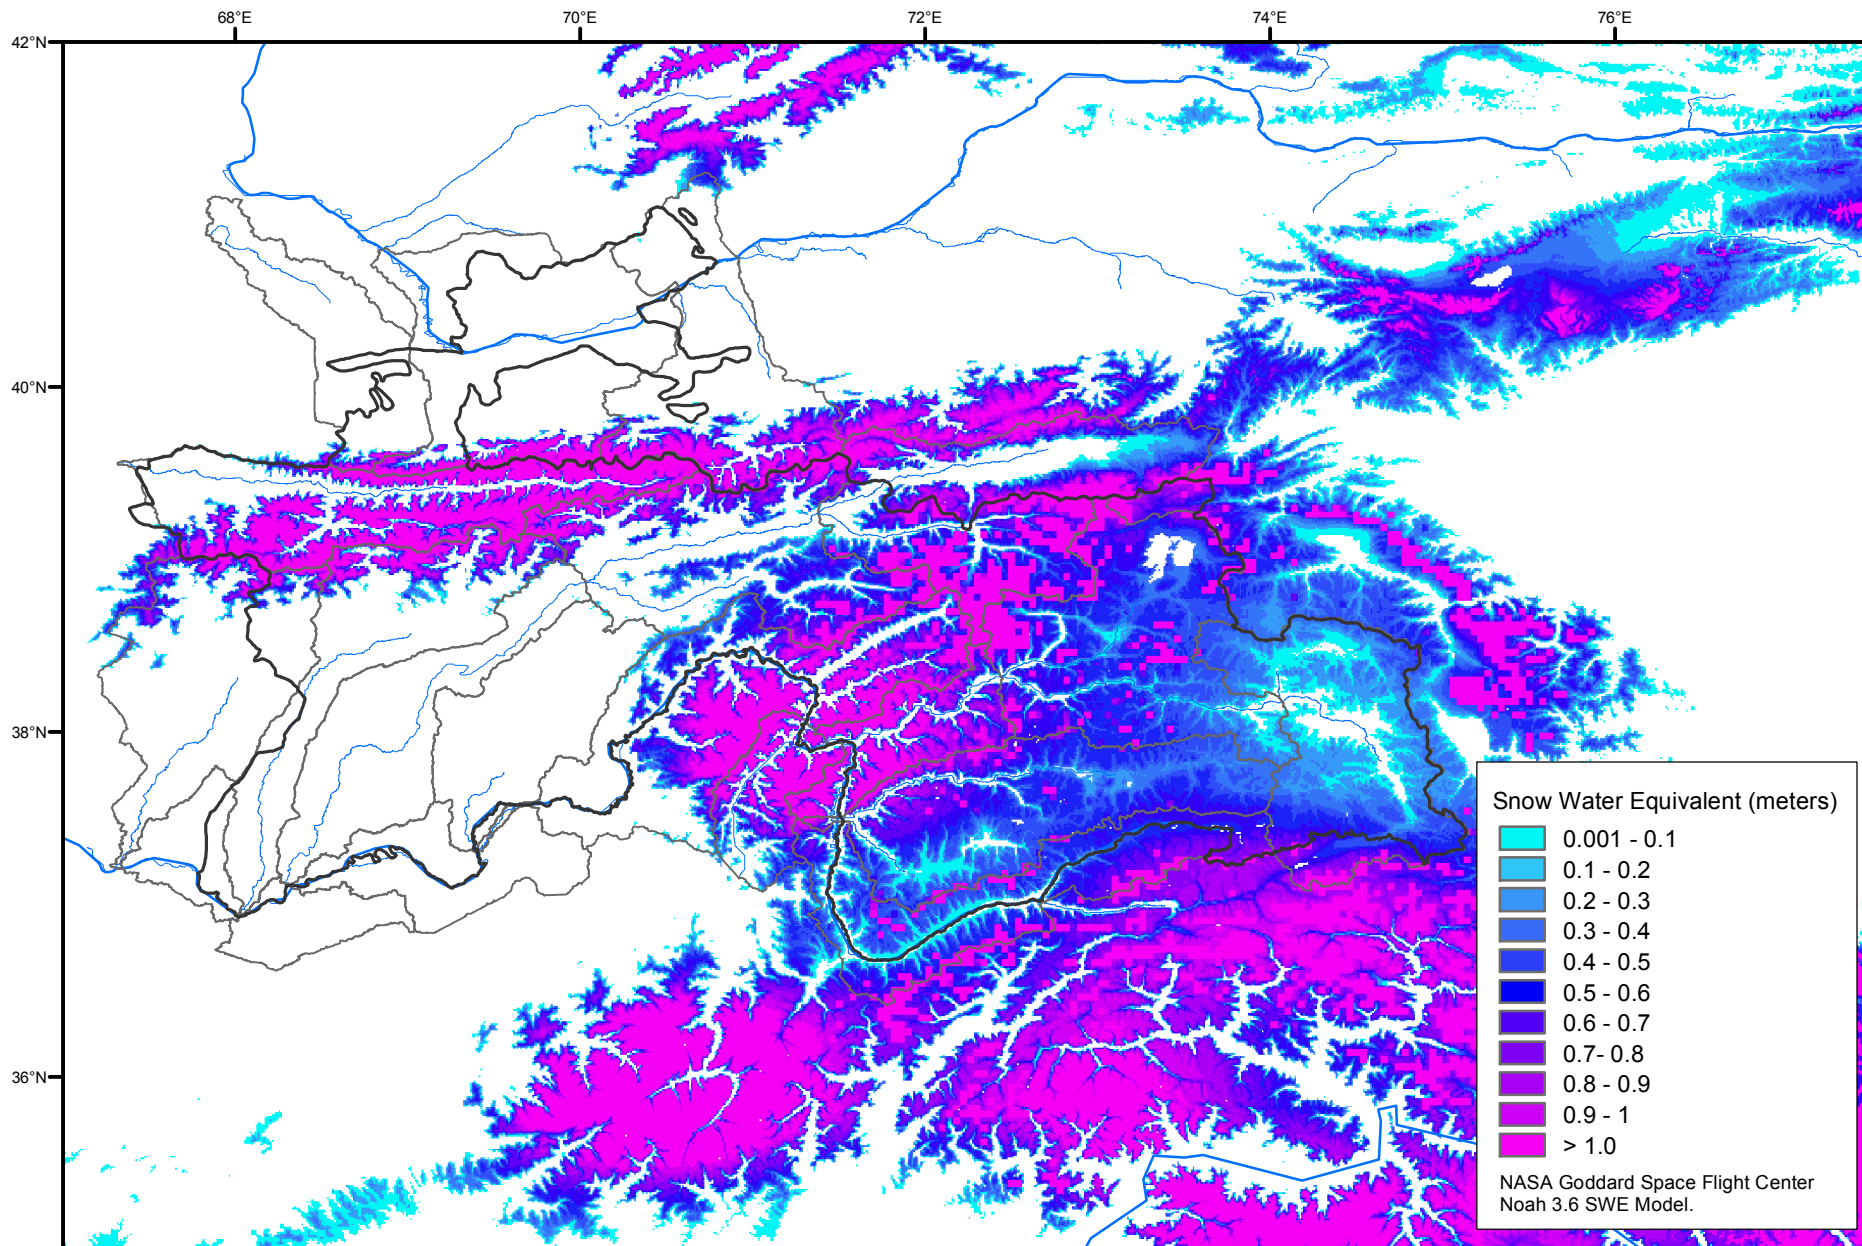 68°E
70°E
72°E
74°E
76°E
42°N
40°N
38°N
36°N
Snow Water Equivalent (meters)
0.001 - 0.1
0.1 - 0.2
0.2 - 0.3
0.3 - 0.4
0.4 - 0.5
0.5 - 0.6
0.6 - 0.7
0.7- 0.8
0.8 - 0.9
0.9 - 1
> 1.0
NASA Goddard Space Flight Center
Noah 3.6 SWE Model.